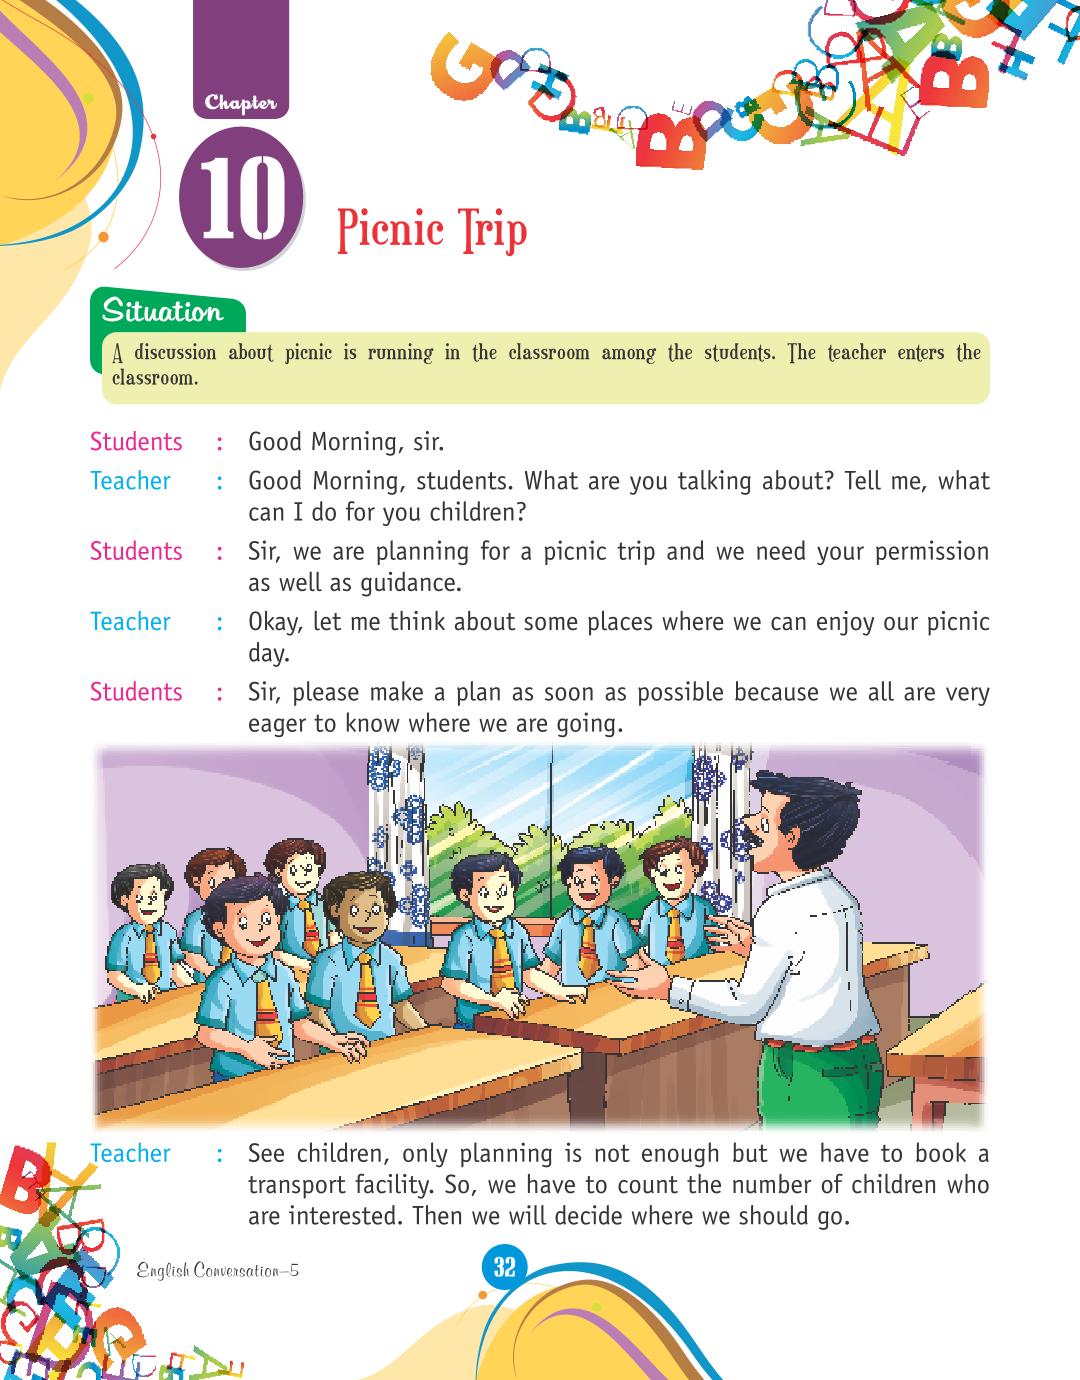 Chapter
10
Picnic Trip
Situation
A discussion about picnic is running in the classroom among the students. The teacher enters the
classroom.
Students : Good Morning, sir.
Teacher : Good Morning, students. What are you talking about? Tell me, what
can I do for you children?
Students : Sir, we are planning for a picnic trip and we need your permission
as well as guidance.
Teacher : Okay, let me think about some places where we can enjoy our picnic
day.
Students : Sir, please make a plan as soon as possible because we all are very
eager to know where we are going.
Teacher : See children, only planning is not enough but we have to book a
transport facility. So, we have to count the number of children who
are interested. Then we will decide where we should go.
English Conversation–5
32